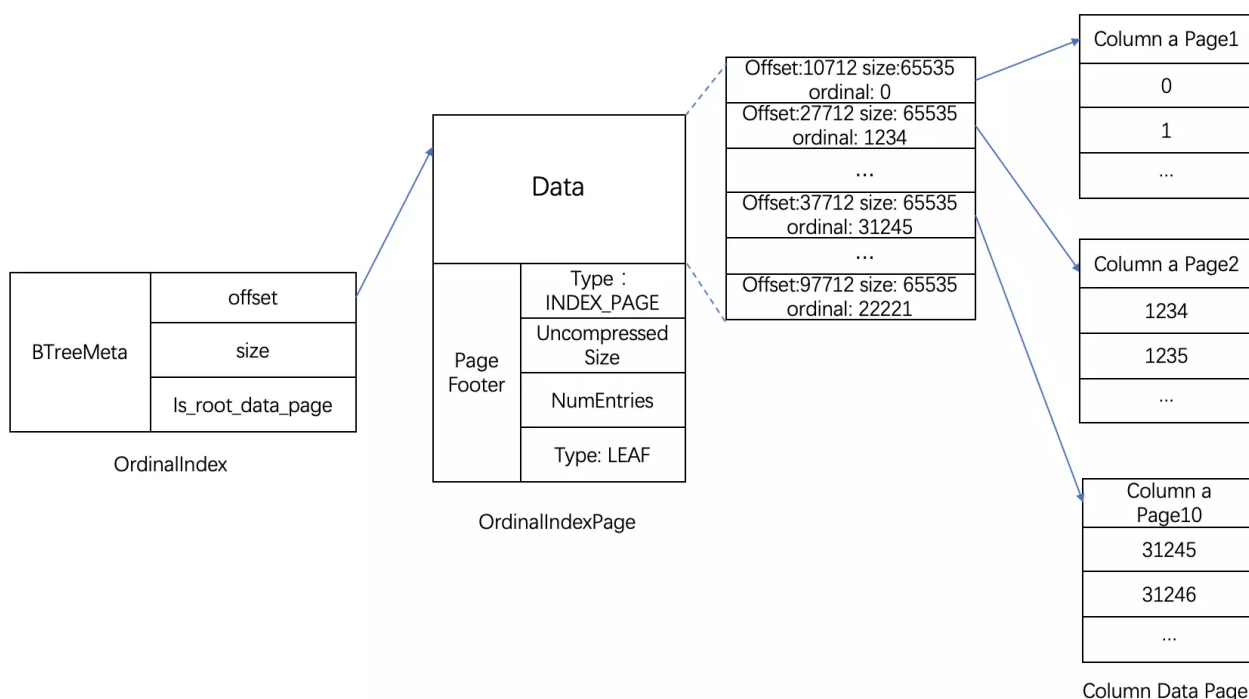 BTreeMeta
offset
size
Is_root_data_page
OrdinalIndex
Data
Page
Footer
Type：
INDEX_PAGE
Uncompressed
Size
NumEntries
Type: LEAF
OrdinalIndexPage
Offset:10712 size:65535
ordinal: 0
Offset:27712 size: 65535
ordinal: 1234
...
Offset:37712 size: 65535
ordinal: 31245
...
Offset:97712 size: 65535
ordinal: 22221
Column a Page1
0
1
...
Column a Page2
1234
1235
...
Column a
Page10
31245
31246
...
Column Data Page